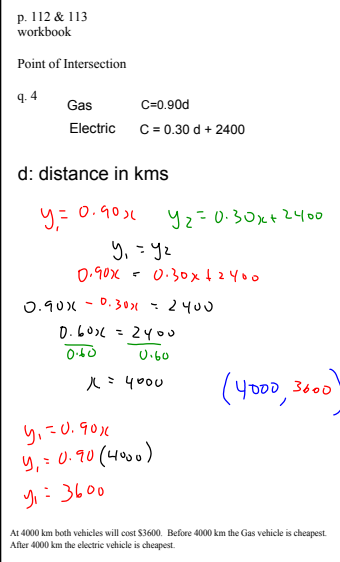 p. 112 & 113
workbook
Point of Intersection
q. 4
Gas C=0.90d
Electric C = 0.30 d + 2400
d: distance in kms
y₁ = 0.90x y₂ = 0.30x + 2400
y₁ = y₂
0.90x = 0.30x + 2400
0.90x - 0.30x = 2400
0.60x = 2400
0.60 0.60
x = 4000
(4000, 3600)
y₁ = 0.90x
y₁ = 0.90(4000)
y₁ = 3600
At 4000 km both vehicles will cost $3600. Before 4000 km the Gas vehicle is cheapest.
After 4000 km the electric vehicle is cheapest.